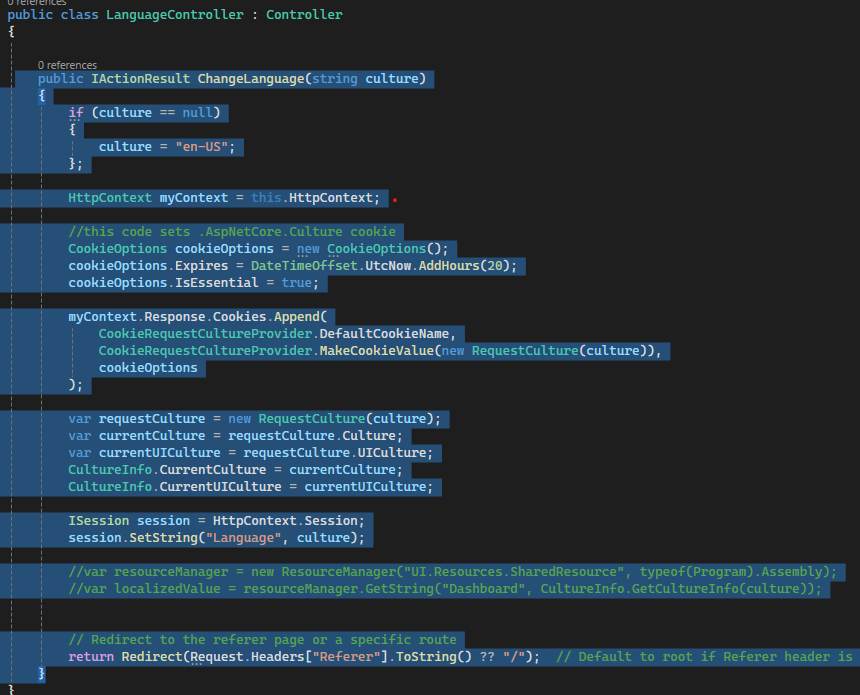 0 references
public class LanguageController : Controller
{
0 references
public IActionResult ChangeLanguage(string culture)
{
if (culture == null)
{
culture = "en-US";
};
HttpContext myContext = this.HttpContext;
//this code sets .AspNetCore.Culture cookie
CookieOptions cookieOptions = new CookieOptions();
cookieOptions.Expires = DateTimeOffset.UtcNow.AddHours(20);
cookieOptions.IsEssential = true;
myContext.Response.Cookies.Append(
CookieRequestCultureProvider.DefaultCookieName,
CookieRequestCultureProvider.MakeCookieValue(new RequestCulture(culture)),
cookieOptions
);
var requestCulture = new RequestCulture(culture);
var currentCulture = requestCulture.Culture;
var currentUICulture = requestCulture.UICulture;
CultureInfo.CurrentCulture = currentCulture;
CultureInfo.CurrentUICulture = currentUICulture;
ISession session = HttpContext.Session;
session.SetString("Language", culture);
//var resourceManager = new ResourceManager("UI.Resources.SharedResource", typeof(Program).Assembly);
//var localizedValue = resourceManager.GetString("Dashboard", CultureInfo.GetCultureInfo(culture));
// Redirect to the referer page or a specific route
return Redirect(Request.Headers["Referer"].ToString() ?? "/");  // Default to root if Referer header is
}
}